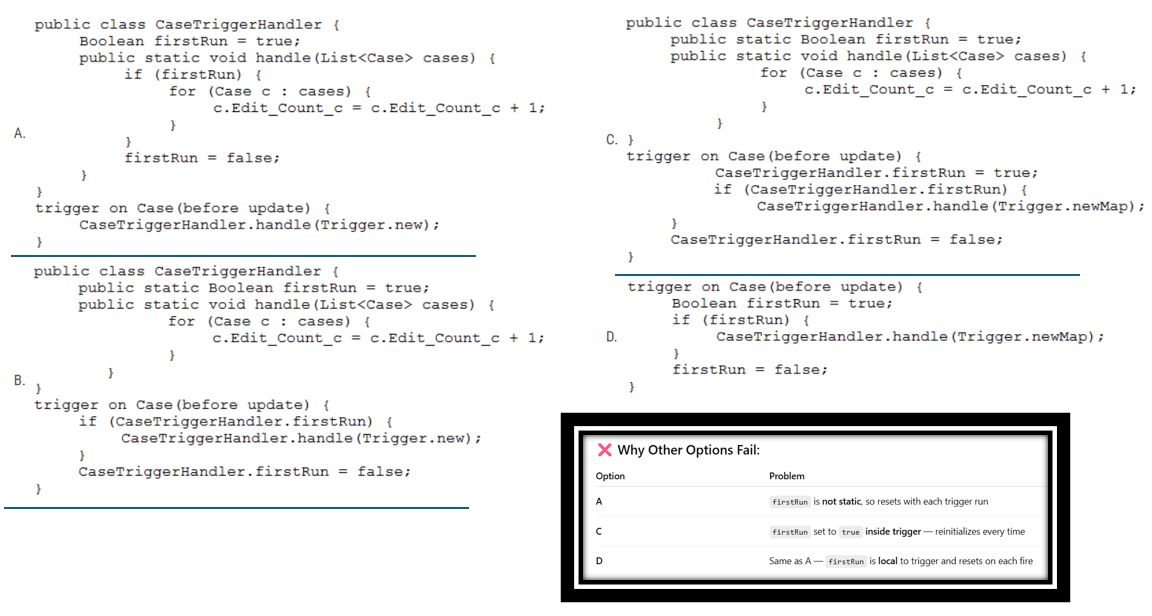 public class CaseTriggerHandler {
Boolean firstRun = true;
public static void handle(List<Case> cases) {
if (firstRun) {
for (Case c : cases) {
c.Edit_Count_c = c.Edit_Count_c + 1;
}
A.
}
firstRun = false;
}
}
trigger on Case(before update) {
CaseTriggerHandler.handle(Trigger.new);
}
public class CaseTriggerHandler {
public static Boolean firstRun = true;
public static void handle(List<Case> cases) {
for (Case c : cases) {
c.Edit_Count_c = c.Edit_Count_c + 1;
}
}
B.
}
trigger on Case(before update) {
if (CaseTriggerHandler.firstRun) {
CaseTriggerHandler.handle(Trigger.new);
}
CaseTriggerHandler.firstRun = false;
}
public class CaseTriggerHandler {
public static Boolean firstRun = true;
public static void handle(List<Case> cases) {
for (Case c : cases) {
c.Edit_Count_c = c.Edit_Count_c + 1;
}
}
C. }
trigger on Case(before update) {
CaseTriggerHandler.firstRun = true;
if (CaseTriggerHandler.firstRun) {
CaseTriggerHandler.handle(Trigger.newMap);
}
CaseTriggerHandler.firstRun = false;
}
trigger on Case(before update) {
Boolean firstRun = true;
if (firstRun) {
D. CaseTriggerHandler.handle(Trigger.newMap);
}
firstRun = false;
}
❌ Why Other Options Fail:
Option Problem
A firstRun is not static, so resets with each trigger run
C firstRun set to true inside trigger — reinitializes every time
D Same as A — firstRun is local to trigger and resets on each fire